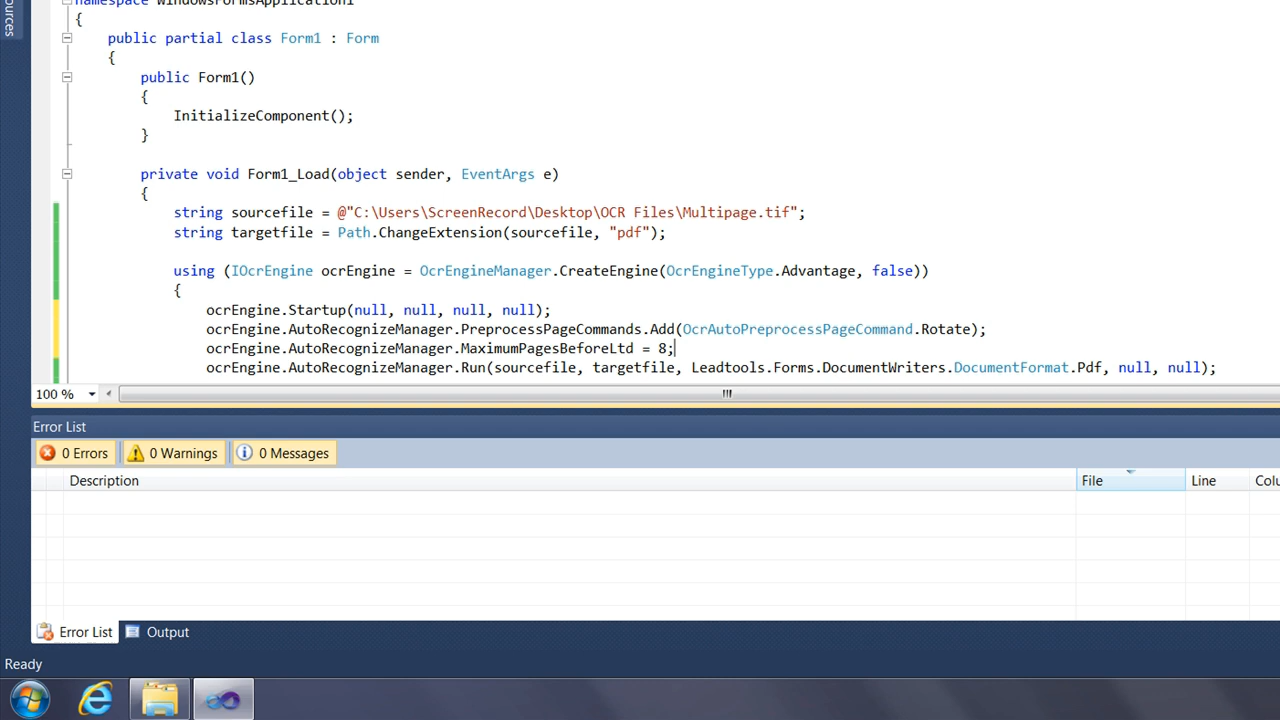 ources
namespace WindowsFormsApplication1
{
public partial class Form1 : Form
{
public Form1()
{
InitializeComponent();
}
private void Form1_Load(object sender, EventArgs e)
{
string sourcefile = @"C:\Users\ScreenRecord\Desktop\OCR Files\Multipage.tif";
string targetfile = Path.ChangeExtension(sourcefile, "pdf");
using (IOcrEngine ocrEngine = OcrEngineManager.CreateEngine(OcrEngineType.Advantage, false))
{
ocrEngine.Startup(null, null, null, null);
ocrEngine.AutoRecognizeManager.PreprocessPageCommands.Add(OcrAutoPreprocessPageCommand.Rotate);
ocrEngine.AutoRecognizeManager.MaximumPagesBeforeLtd = 8;
ocrEngine.AutoRecognizeManager.Run(sourcefile, targetfile, Leadtools.Forms.DocumentWriters.DocumentFormat.Pdf, null, null);
100 %
Error List
0 Errors 0 Warnings 0 Messages
Description File Line Colu
Error List Output
Ready